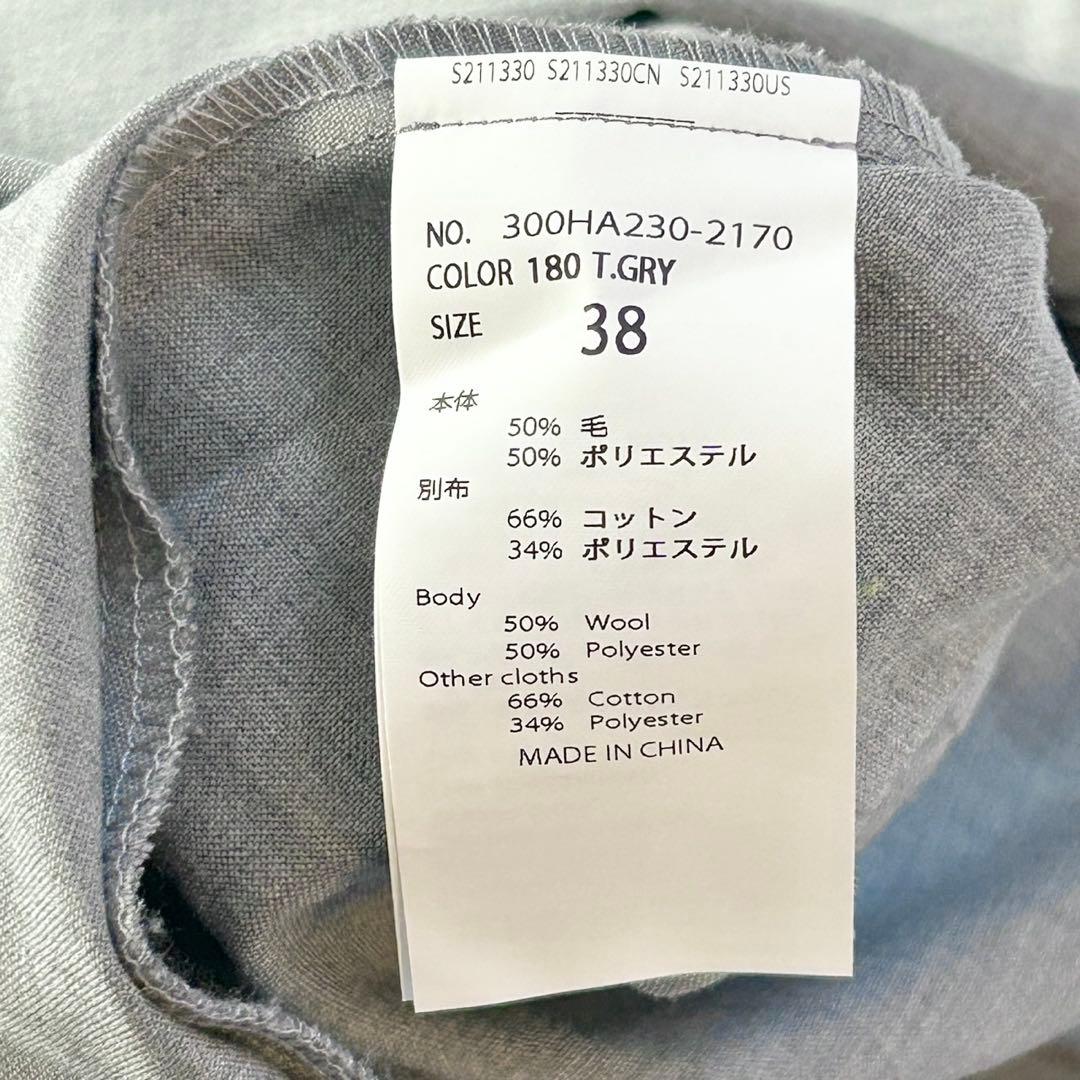 S211330 S211330CN S211330US
NO. 300HA230-2170
COLOR 180 T.GRY
SIZE 38
本体
50% 毛
50% ポリエステル
別布
66% コットン
34% ポリエステル
Body
50% Wool
50% Polyester
Other cloths
66% Cotton
34% Polyester
MADE IN CHINA